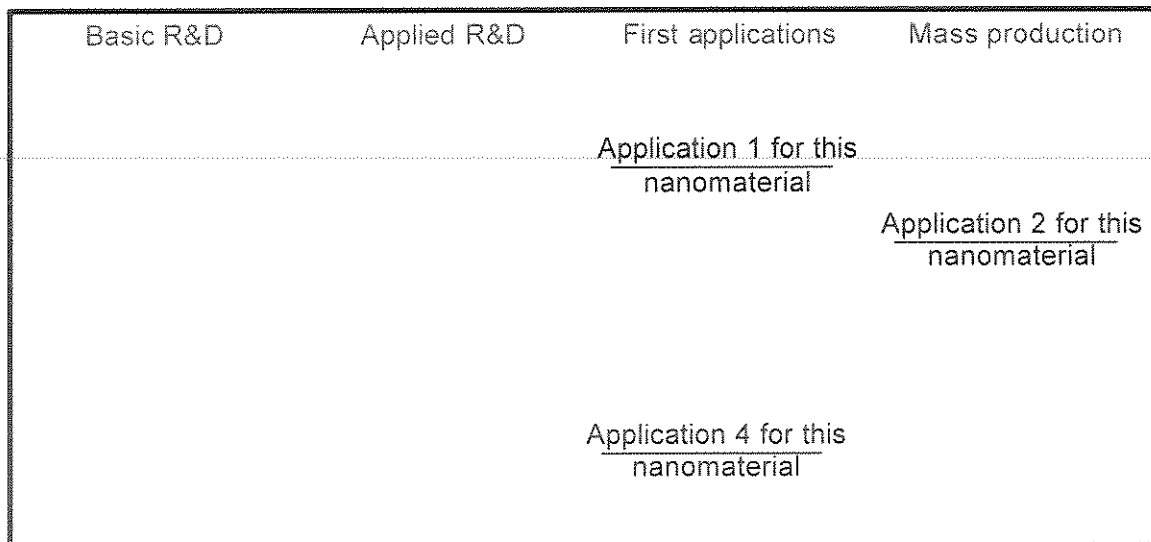 Basic R&D Applied R&D First applications Mass production
Application 1 for this
nanomaterial
Application 2 for this
nanomaterial
Application 4 for this
nanomaterial